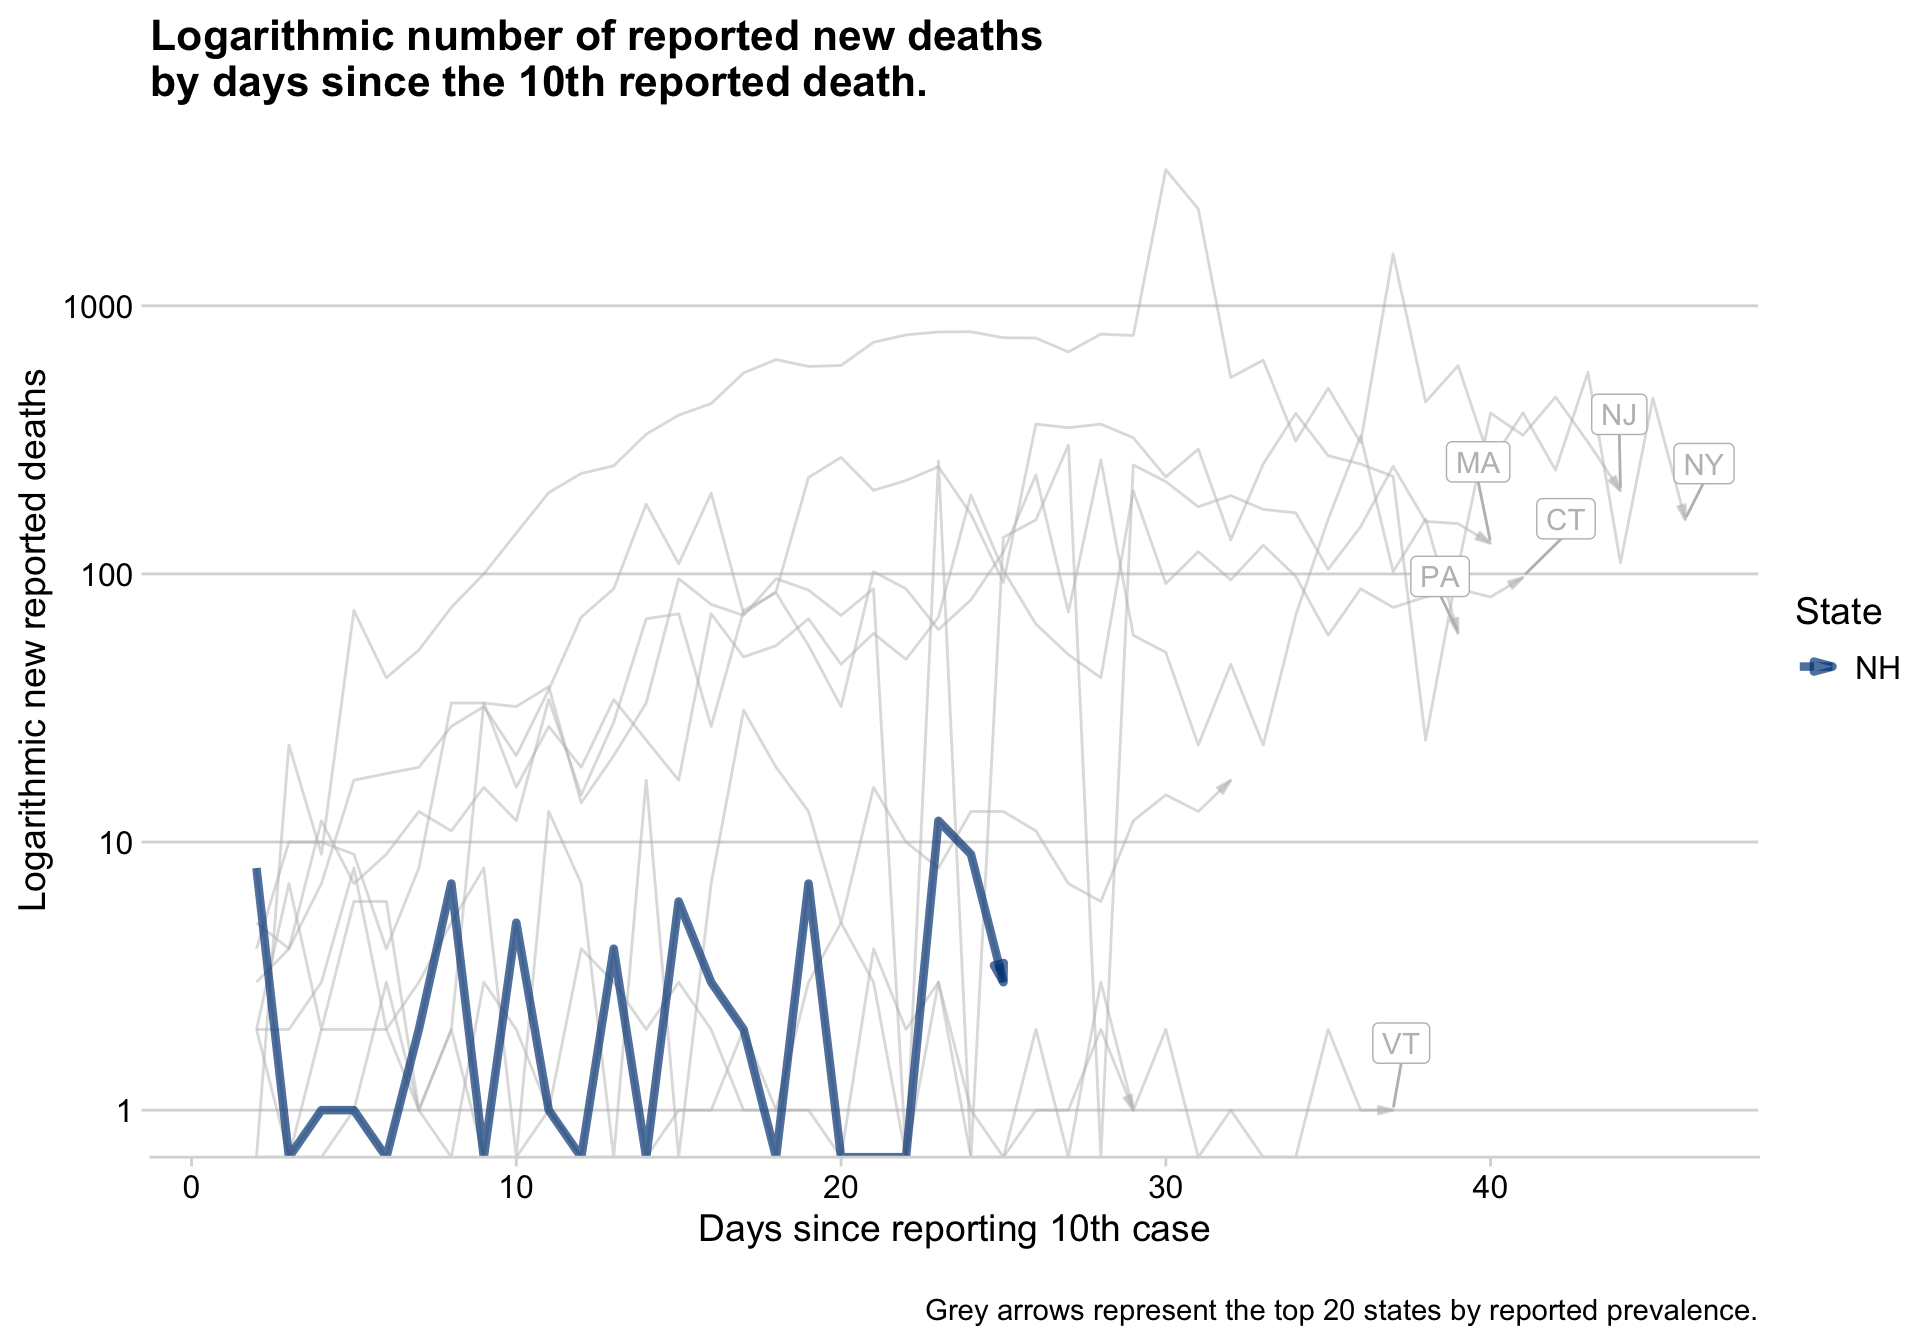 Logarithmic number of reported new deaths
by days since the 10th reported death.
Logarithmic new reported deaths
1000
100
10
1
NJ
MA
NY
CT
PA
VT
State
NH
0 10 20 30 40
Days since reporting 10th case
Grey arrows represent the top 20 states by reported prevalence.